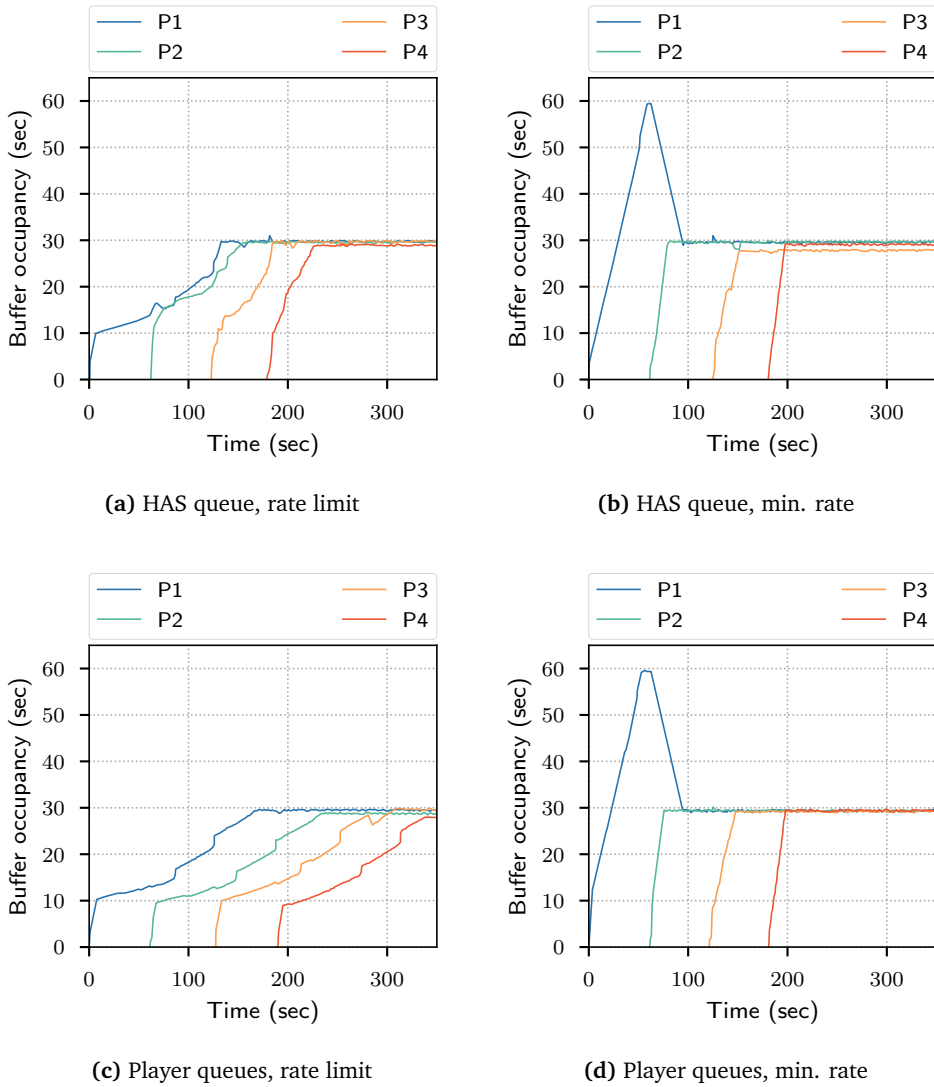 P1 P3
P2 P4
Buffer occupancy (sec)
60
50
40
30
20
10
0
0 100 200 300
Time (sec)
(a) HAS queue, rate limit
P1 P3
P2 P4
Buffer occupancy (sec)
60
50
40
30
20
10
0
0 100 200 300
Time (sec)
(b) HAS queue, min. rate
P1 P3
P2 P4
Buffer occupancy (sec)
60
50
40
30
20
10
0
0 100 200 300
Time (sec)
(c) Player queues, rate limit
P1 P3
P2 P4
Buffer occupancy (sec)
60
50
40
30
20
10
0
0 100 200 300
Time (sec)
(d) Player queues, min. rate